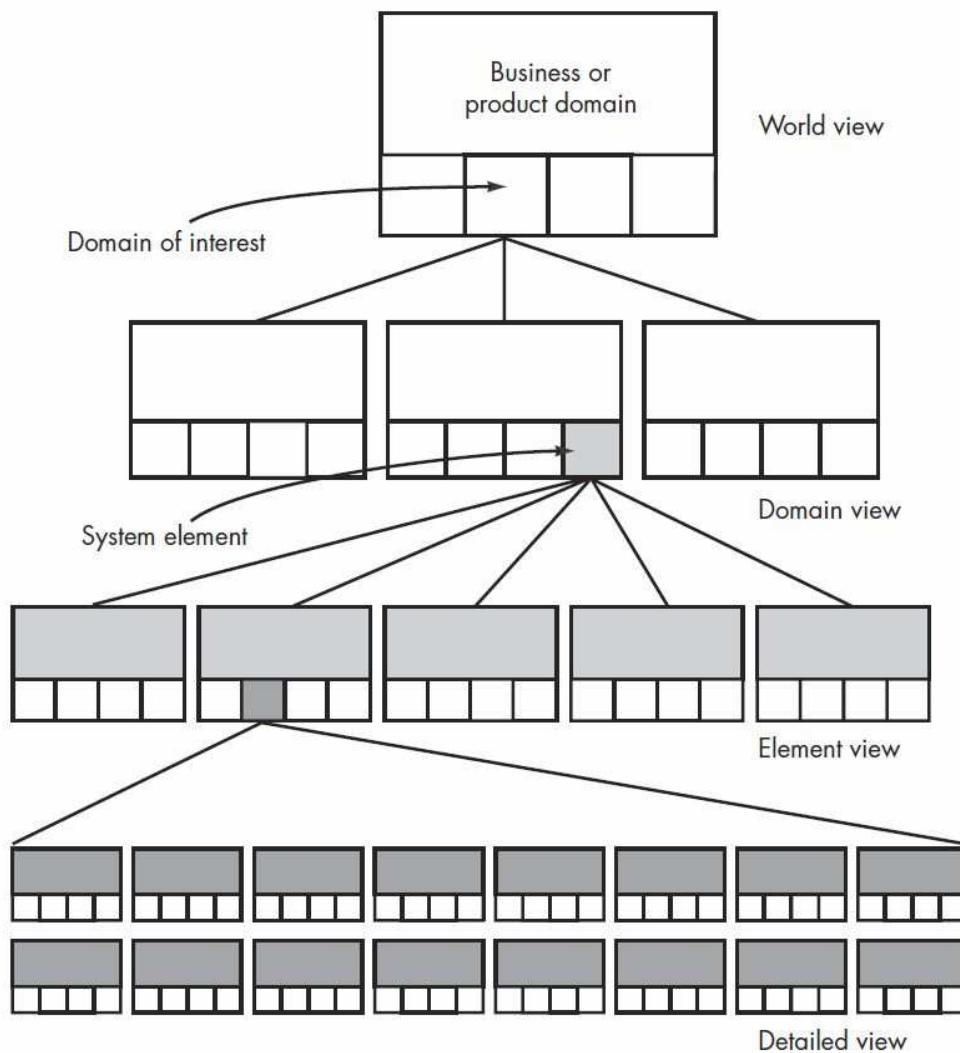 Business or
product domain
World view
Domain of interest
Domain view
System element
Element view
Detailed view